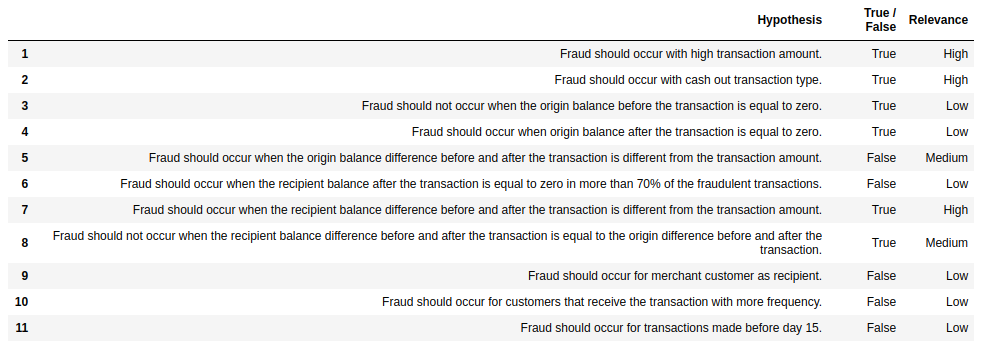 Hypothesis True / False Relevance
1 Fraud should occur with high transaction amount. True High
2 Fraud should occur with cash out transaction type. True High
3 Fraud should not occur when the origin balance before the transaction is equal to zero. True Low
4 Fraud should occur when origin balance after the transaction is equal to zero. True Low
5 Fraud should occur when the origin balance difference before and after the transaction is different from the transaction amount. False Medium
6 Fraud should occur when the recipient balance after the transaction is equal to zero in more than 70% of the fraudulent transactions. False Low
7 Fraud should occur when the recipient balance difference before and after the transaction is different from the transaction amount. True High
8 Fraud should not occur when the recipient balance difference before and after the transaction is equal to the origin difference before and after the
transaction. True Medium
9 Fraud should occur for merchant customer as recipient. False Low
10 Fraud should occur for customers that receive the transaction with more frequency. False Low
11 Fraud should occur for transactions made before day 15. False Low